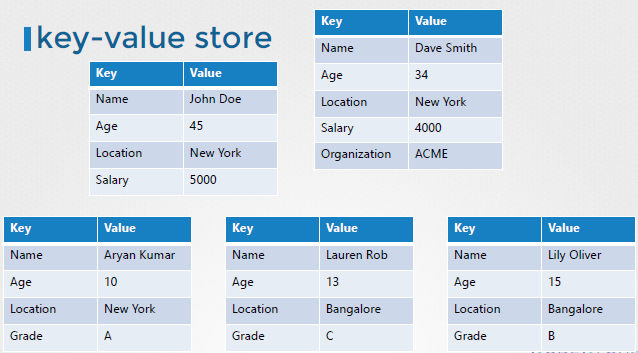 key-value store
Key Value
Name John Doe
Age 45
Location New York
Salary 5000
Key Value
Name Dave Smith
Age 34
Location New York
Salary 4000
Organization ACME
Key Value
Name Aryan Kumar
Age 10
Location New York
Grade A
Key Value
Name Lauren Rob
Age 13
Location Bangalore
Grade C
Key Value
Name Lily Oliver
Age 15
Location Bangalore
Grade B